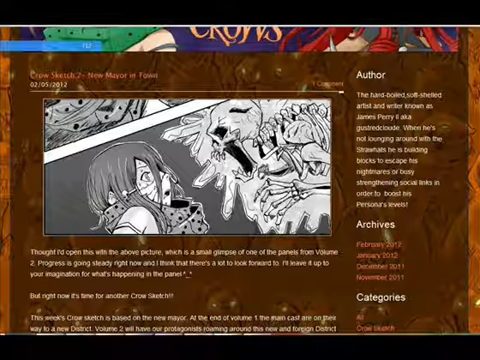 CROWS
Crow Sketch 2- New Mayor in Town
02/05/2012
1 Comment
Thought I'd open this with the above picture, which is a small glimpse of one of the panels from Volume
2. Progress is going steady right now and I think that there's a lot to look forward to. I'll leave it up to
your imagination for what's happening in the panel ^_^
But right now it's time for another Crow Sketch!!!
This week's Crow sketch is based on the new mayor. At the end of volume 1 the main cast are on their
way to a new District. Volume 2 will have our protagonists roaming around this new and foreign District
Author
The hard-boiled,soft-shelled
artist and writer known as
James Perry II aka
gustredcloude. When he's
not lounging around with the
Strawhats he is building
blocks to escape his
nightmares or busy
strengthening social links in
order to boost his
Persona's levels!
Archives
February 2012
January 2012
December 2011
November 2011
Categories
All
Crow Sketch